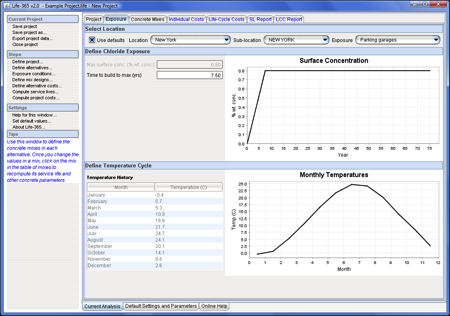 Life-365 v2.0 - Example Project.life - New Project
Current Project
Save project
Save project as...
Export project data...
Close project
Steps
Define project...
Define alternatives...
Exposure conditions...
Define mix designs...
Define alternative costs...
Compute service lives...
Compute project costs...
Settings
Help for this window...
Set default values...
About Life-365...
Tips
Use this window to define the
concrete mixes in each
alternative. Once you change the
values in a mix, click on the mix
in the table of moves to
recompute its service life and
other concrete parameters
Project Exposure Concrete Mixes Individual Costs Life-Cycle Costs SL Report LCC Report
Select Location
Use defaults Location New York Sub-location NEW YORK Exposure Parking garages
Define Chloride Exposure
Max surface conc. (% wt. conc.) 0.80
Time to build to max (yrs) 7.50
Surface Concentration
% wt. conc.
0.8
0.7
0.6
0.5
0.4
0.3
0.2
0.1
0.0
0 5 10 15 20 25 30 35 40 45 50 55 60 65 70 75
Year
Define Temperature Cycle
Temperature History
Month Temperature (C)
January -0.4
February 0.7
March 5.3
April 10.9
May
June 21.7
July 24.7
August 24.1
September 20.1
October 14.1
November
December 2.6
Monthly Temperatures
Temp (C)
25.0
22.5
20.0
17.5
15.0
12.5
10.0
7.5
5.0
2.5
0.0
0 1 2 3 4 5 6 7 8 9 10 11 12
Month
Current Analysis Default Settings and Parameters Online Help